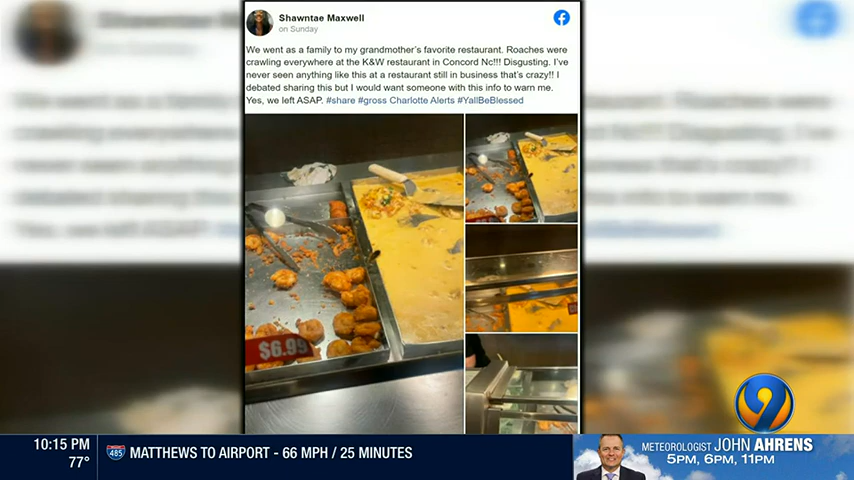 Shawntae Maxwell
on Sunday
We went as a family to my grandmother's favorite restaurant. Roaches were
crawling everywhere at the K&W restaurant in Concord Nc!!! Disgusting. I've
never seen anything like this at a restaurant still in business that's crazy!! I
debated sharing this but I would want someone with this info to warn me.
Yes, we left ASAP. #share #gross Charlotte Alerts #YallBeBlessed
$6.99
9
10:15 PM
77°
485 MATTHEWS TO AIRPORT - 66 MPH / 25 MINUTES
METEOROLOGIST JOHN AHRENS
5PM, 6PM, 11PM